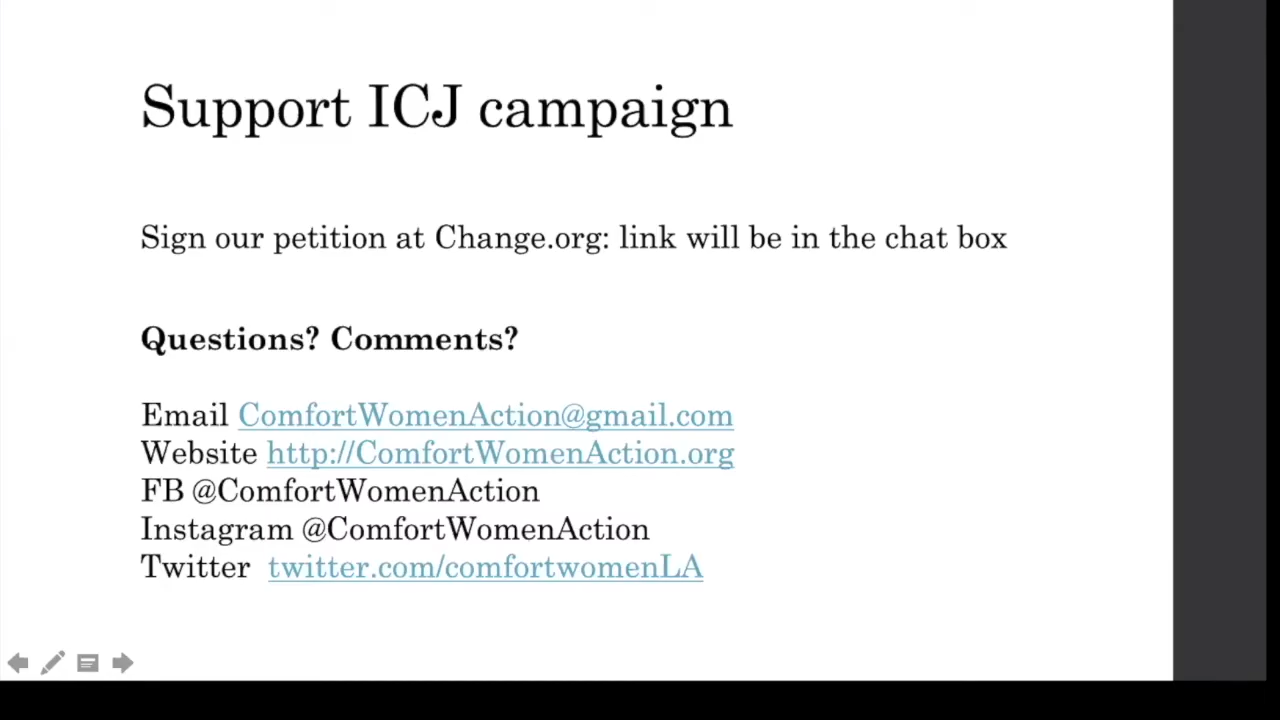 Support ICJ campaign
Sign our petition at Change.org: link will be in the chat box
Questions? Comments?
Email ComfortWomenAction@gmail.com
Website http://ComfortWomenAction.org
FB @ComfortWomenAction
Instagram @ComfortWomenAction
Twitter twitter.com/comfortwomenLA